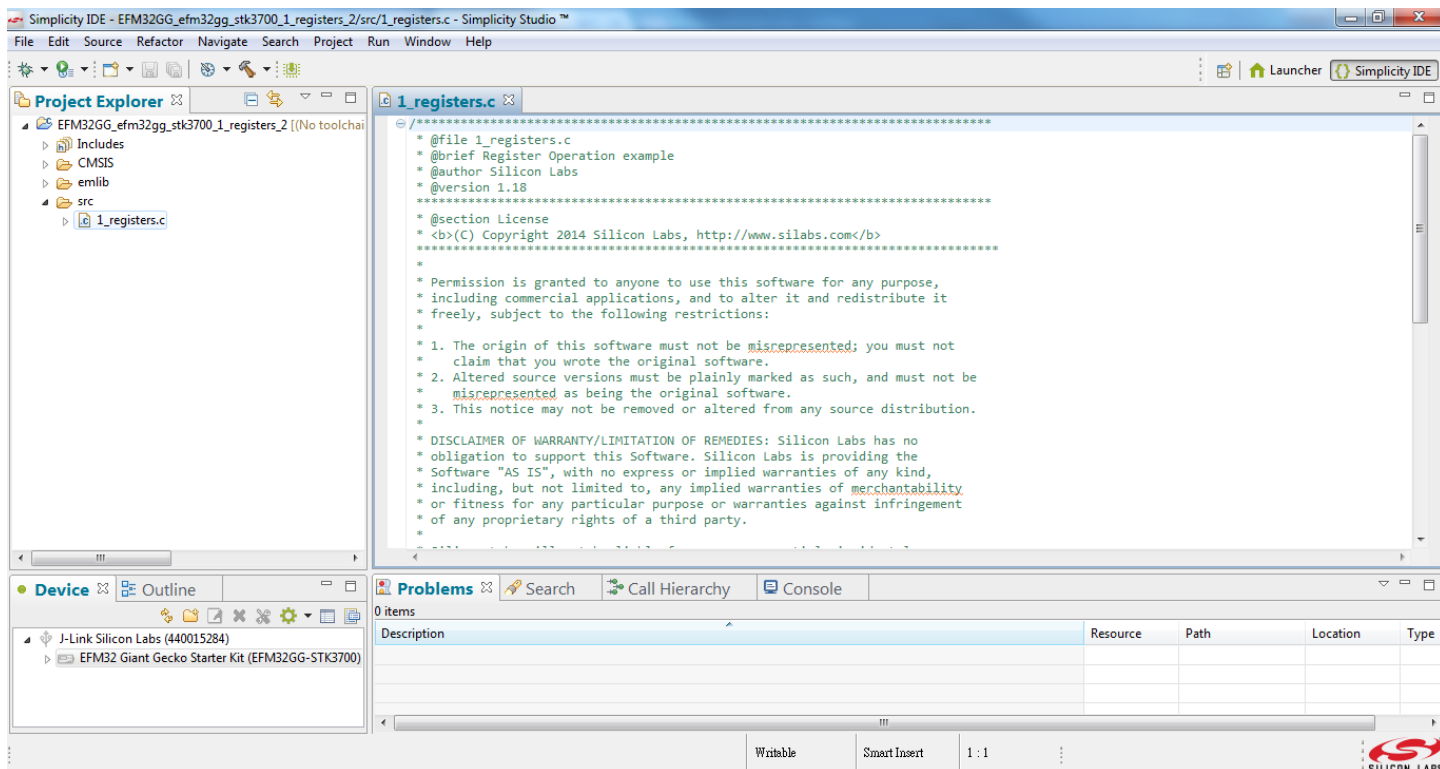 Simplicity IDE - EFM32GG_efm32gg_stk3700_1_registers_2/src/1_registers.c - Simplicity Studio ™
File Edit Source Refactor Navigate Search Project Run Window Help
Launcher Simplicity IDE
Project Explorer
EFM32GG_efm32gg_stk3700_1_registers_2 [(No toolchai
Includes
CMSIS
emlib
src
1_registers.c
1_registers.c
/******************************************************************************
* @file 1_registers.c
* @brief Register Operation example
* @author Silicon Labs
* @version 1.18
******************************************************************************
* @section License
* <b>(C) Copyright 2014 Silicon Labs, http://www.silabs.com</b>
*******************************************************************************
*
* Permission is granted to anyone to use this software for any purpose,
* including commercial applications, and to alter it and redistribute it
* freely, subject to the following restrictions:
*
* 1. The origin of this software must not be misrepresented; you must not
*    claim that you wrote the original software.
* 2. Altered source versions must be plainly marked as such, and must not be
*    misrepresented as being the original software.
* 3. This notice may not be removed or altered from any source distribution.
*
* DISCLAIMER OF WARRANTY/LIMITATION OF REMEDIES: Silicon Labs has no
* obligation to support this Software. Silicon Labs is providing the
* Software "AS IS", with no express or implied warranties of any kind,
* including, but not limited to, any implied warranties of merchantability
* or fitness for any particular purpose or warranties against infringement
* of any proprietary rights of a third party.
*
Device Outline
J-Link Silicon Labs (440015284)
EFM32 Giant Gecko Starter Kit (EFM32GG-STK3700)
Problems Search Call Hierarchy Console
0 items
Description Resource Path Location Type
Writable Smart Insert 1 : 1
SILICON LABS